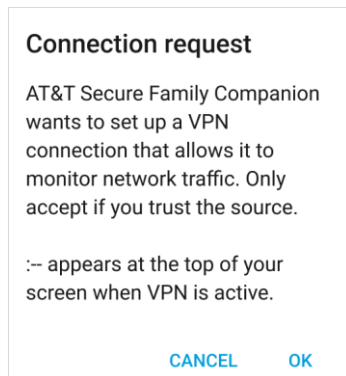 Connection request
AT&T Secure Family Companion
wants to set up a VPN
connection that allows it to
monitor network traffic. Only
accept if you trust the source.
:-- appears at the top of your
screen when VPN is active.
CANCEL OK